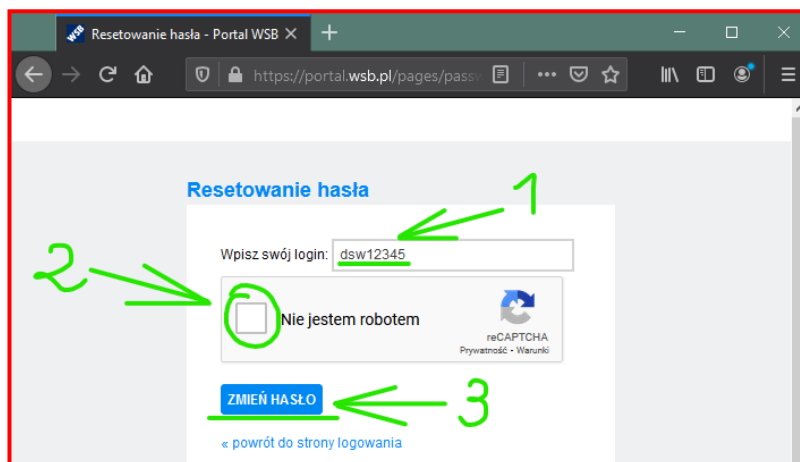 WSB Resetowanie hasła - Portal WSB
https://portal.wsb.pl/pages/passw
Resetowanie hasła
1
Wpisz swój login: dsw12345
2
Nie jestem robotem
reCAPTCHA
Prywatność - Warunki
ZMIEŃ HASŁO
3
« powrót do strony logowania